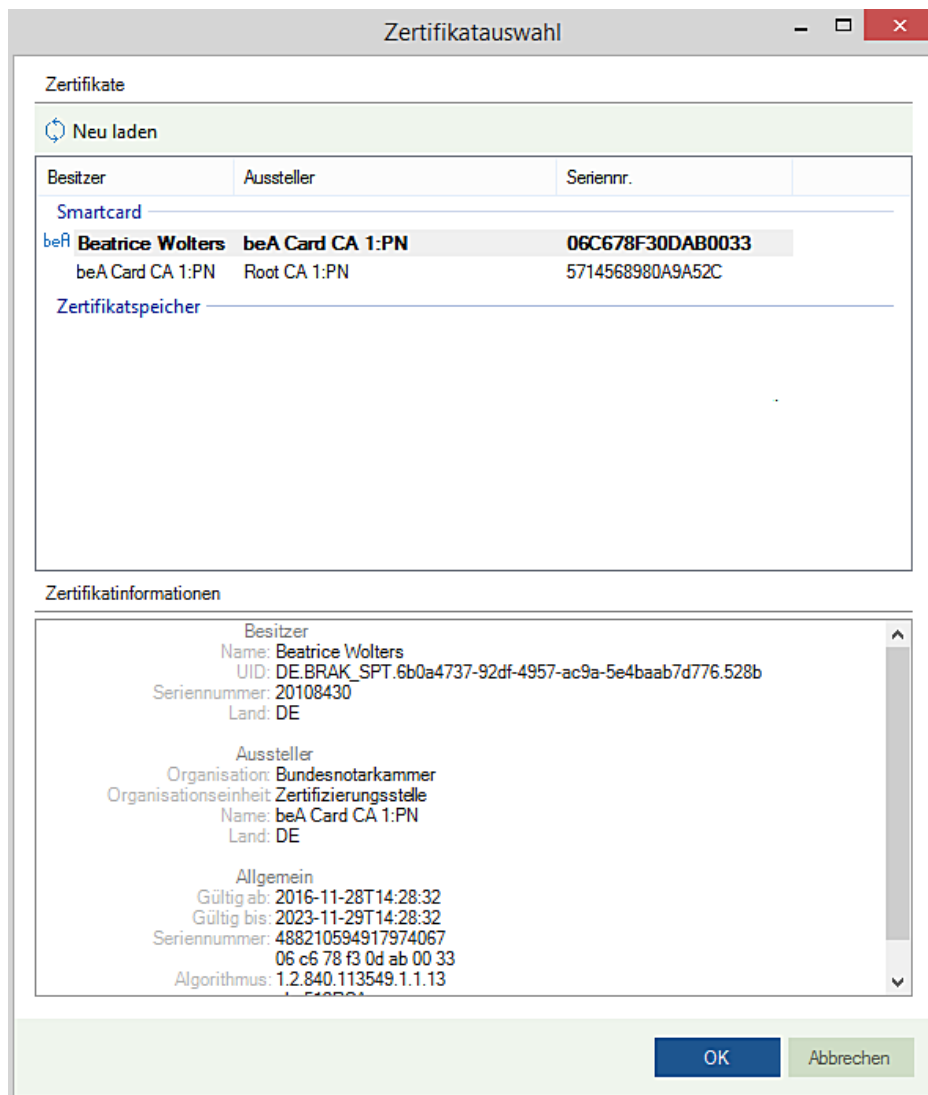 Zertifikatauswahl
Zertifikate
Neu laden
Besitzer Aussteller Seriennr.
Smartcard
beA Beatrice Wolters beA Card CA 1:PN 06C678F30DAB0033
beA Card CA 1:PN Root CA 1:PN 5714568980A9A52C
Zertifikatspeicher
Zertifikatinformationen
Besitzer
Name: Beatrice Wolters
UID: DE.BRAK_SPT.6b0a4737-92df-4957-ac9a-5e4baab7d776.528b
Seriennummer: 20108430
Land: DE
Aussteller
Organisation: Bundesnotarkammer
Organisationseinheit Zertifizierungsstelle
Name: beA Card CA 1:PN
Land: DE
Allgemein
Gültig ab: 2016-11-28T14:28:32
Gültig bis: 2023-11-29T14:28:32
Seriennummer: 488210594917974067
06 c6 78 f3 0d ab 00 33
Algorithmus: 1.2.840.113549.1.1.13
OK Abbrechen